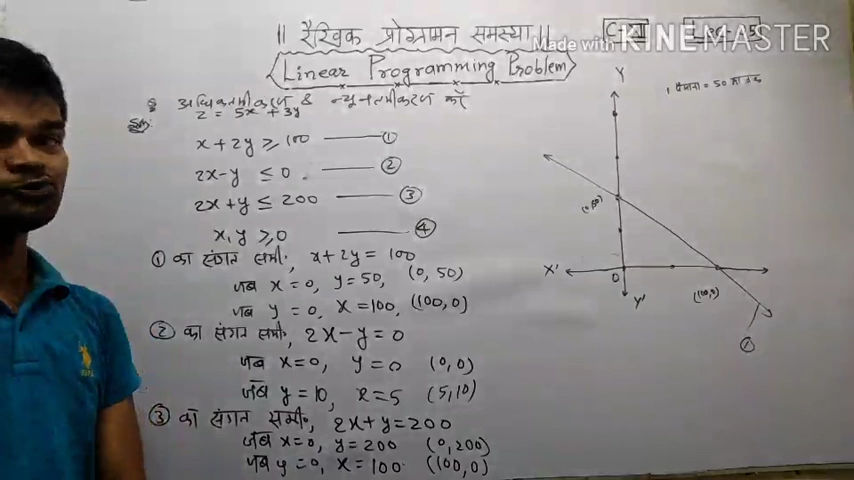 || रैखिक प्रोग्रामन समस्या ||
Made with KINEMASTER
Linear Programming Problem
अधिकतमीकरण & न्यूनतमीकरण करें
Z = 5x + 3y
x + 2y ≥ 100 ——— ①
2x - y ≤ 0 . ——— ②
2x + y ≤ 200 ——— ③
x, y ≥ 0 ——— ④
① का संगत समी॰, x + 2y = 100
जब x = 0, y = 50, (0, 50)
जब y = 0, x = 100, (100, 0)
② का संगत समी॰, 2x - y = 0
जब x = 0, y = 0 (0, 0)
जब y = 10, x = 5 (5, 10)
③ का संगत समी॰, 2x + y = 200
जब x = 0, y = 200 (0, 200)
जब y = 0, x = 100. (100, 0)
Y
X'
O
Y'
(100, 0)
①